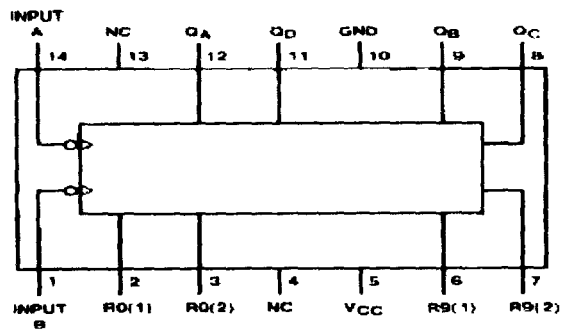 INPUT
A NC QA QD GND QB QC
14 13 12 11 10 9 8
1 2 3 4 5 6 7
INPUT R0(1) R0(2) NC VCC R9(1) R9(2)
B